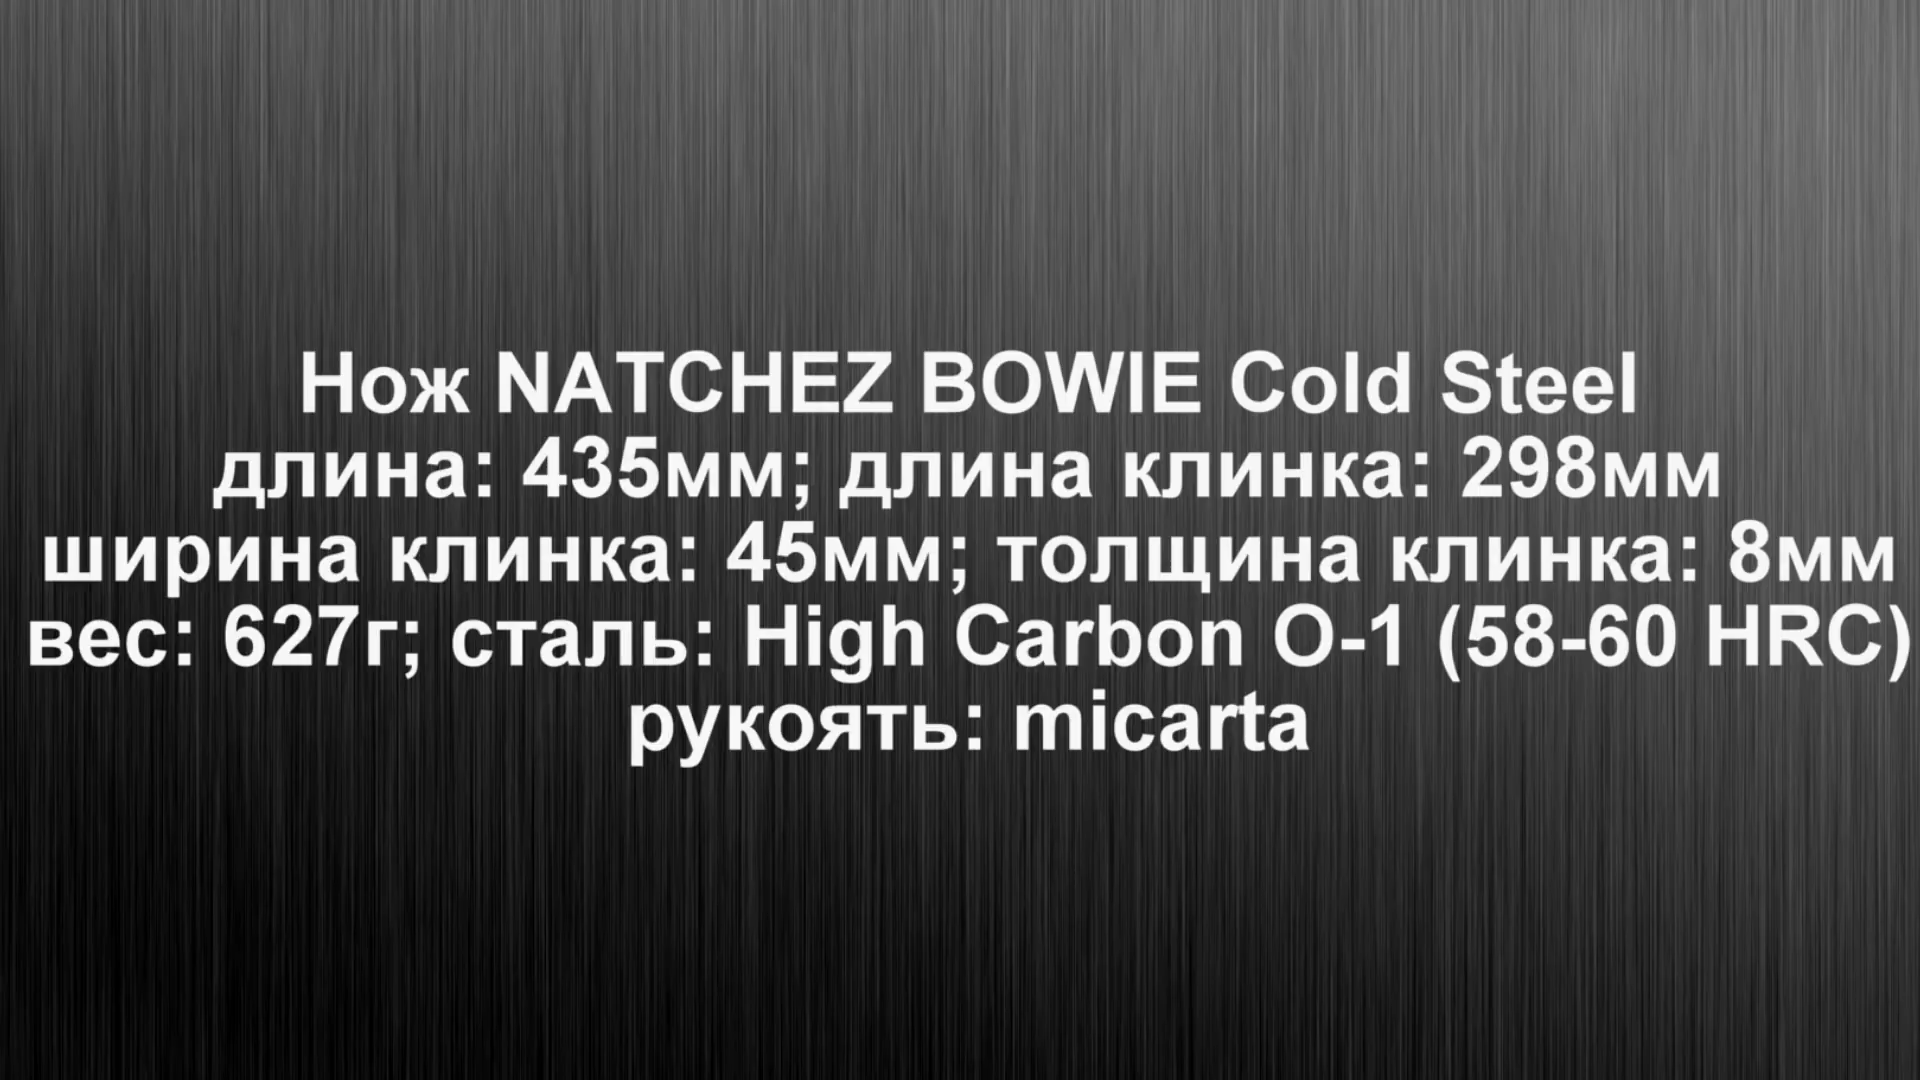 Нож NATCHEZ BOWIE Cold Steel
длина: 435мм; длина клинка: 298мм
ширина клинка: 45мм; толщина клинка: 8мм
вес: 627г; сталь: High Carbon O-1 (58-60 HRC)
рукоять: micarta